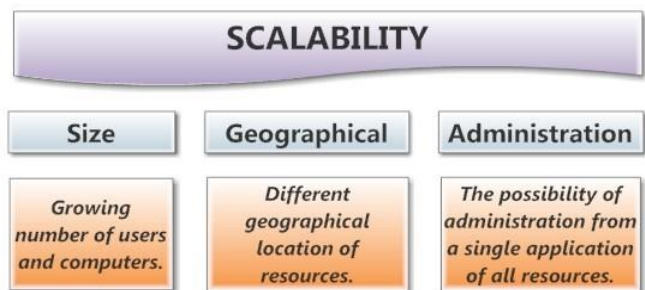 SCALABILITY
Size
Geographical
Administration
Growing
number of users
and computers.
Different
geographical
location of
resources.
The possibility of
administration from
a single application
of all resources.